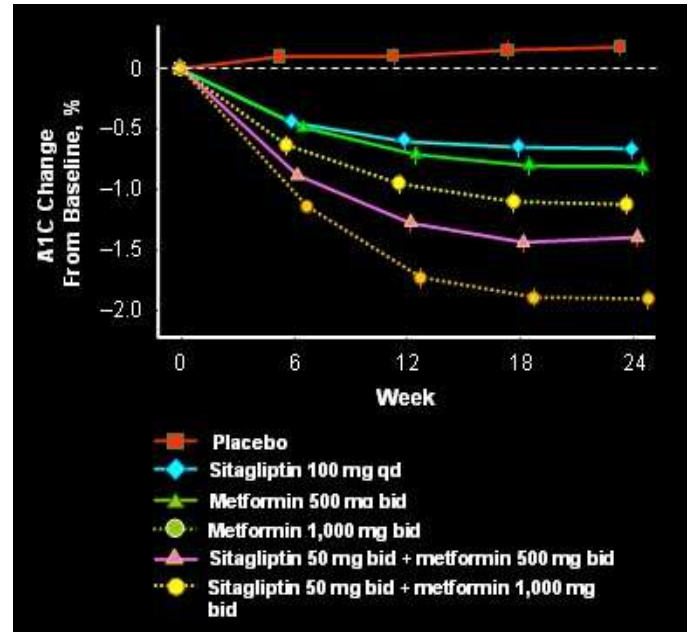 0
–0.5
–1.0
–1.5
–2.0
A1C Change
From Baseline, %
0 6 12 18 24
Week
Placebo
Sitagliptin 100 mg qd
Metformin 500 mg bid
Metformin 1,000 mg bid
Sitagliptin 50 mg bid + metformin 500 mg bid
Sitagliptin 50 mg bid + metformin 1,000 mg
bid